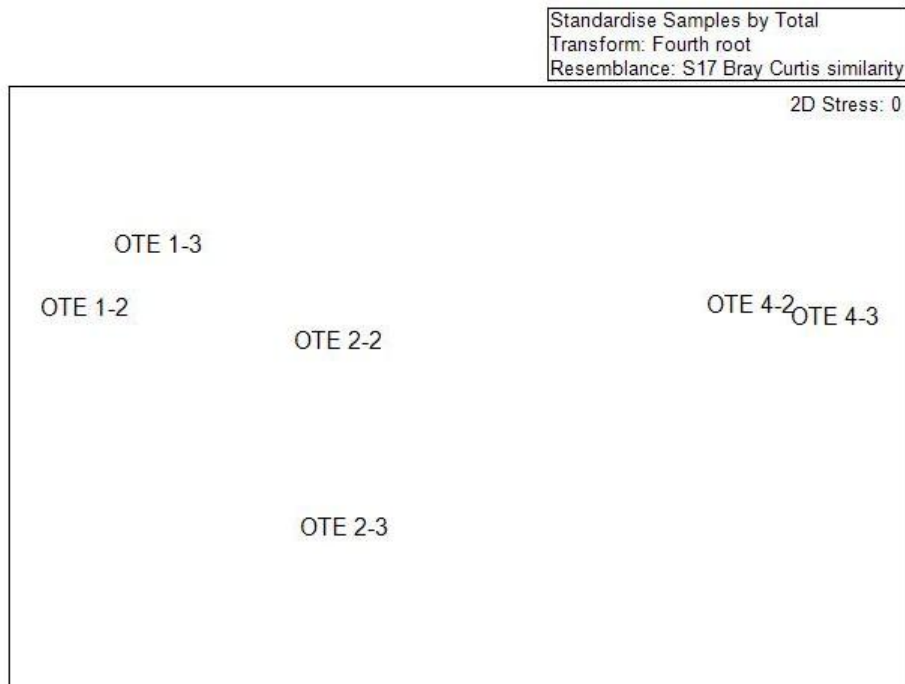 Standardise Samples by Total
Transform: Fourth root
Resemblance: S17 Bray Curtis similarity
2D Stress: 0
OTE 1-3
OTE 1-2
OTE 4-2
OTE 4-3
OTE 2-2
OTE 2-3